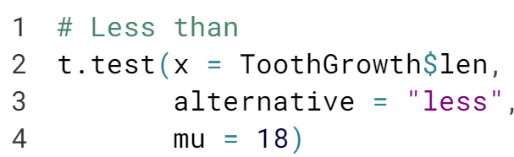 1 # Less than
2 t.test(x = ToothGrowth$len,
3        alternative = "less",
4        mu = 18)